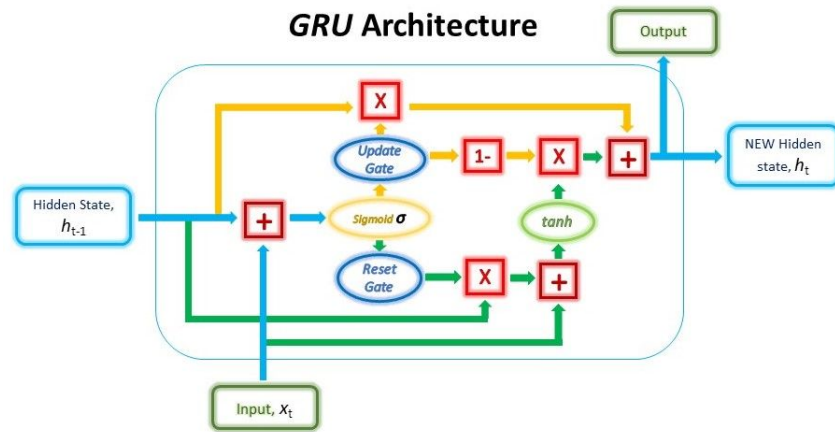 GRU Architecture
Output
X
Update
Gate
1-
X
+
NEW Hidden
state, hₜ
Hidden State,
hₜ₋₁
+
Sigmoid σ
tanh
Reset
Gate
X
+
Input, xₜ